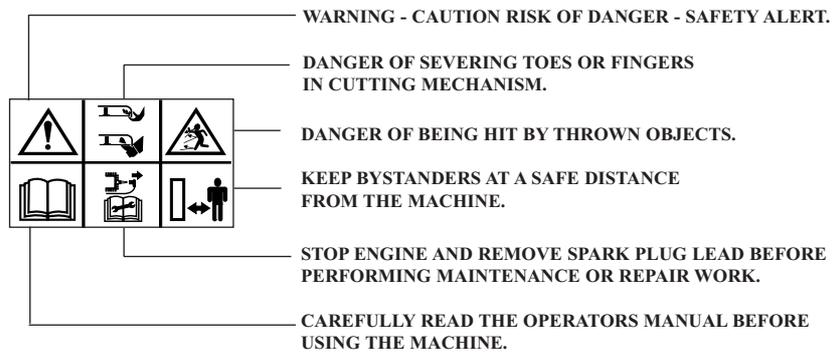 WARNING - CAUTION RISK OF DANGER - SAFETY ALERT.
DANGER OF SEVERING TOES OR FINGERS
IN CUTTING MECHANISM.
DANGER OF BEING HIT BY THROWN OBJECTS.
KEEP BYSTANDERS AT A SAFE DISTANCE
FROM THE MACHINE.
STOP ENGINE AND REMOVE SPARK PLUG LEAD BEFORE
PERFORMING MAINTENANCE OR REPAIR WORK.
CAREFULLY READ THE OPERATORS MANUAL BEFORE
USING THE MACHINE.